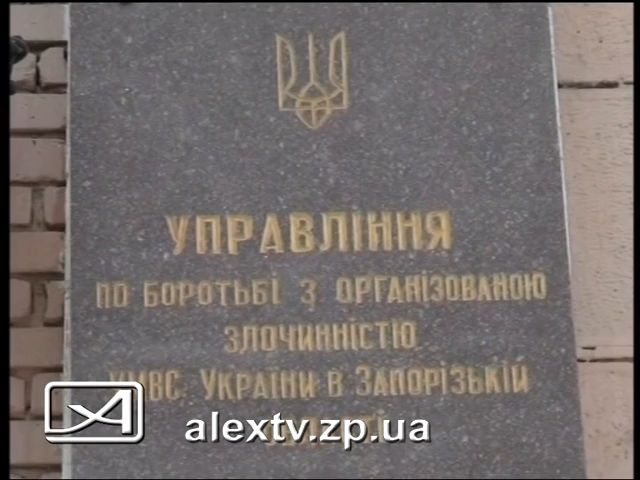 УПРАВЛІННЯ
ПО БОРОТЬБІ З ОРГАНІЗОВАНОЮ
ЗЛОЧИННІСТЮ
УМВС УКРАЇНИ В ЗАПОРІЗЬКІЙ
alextv.zp.ua